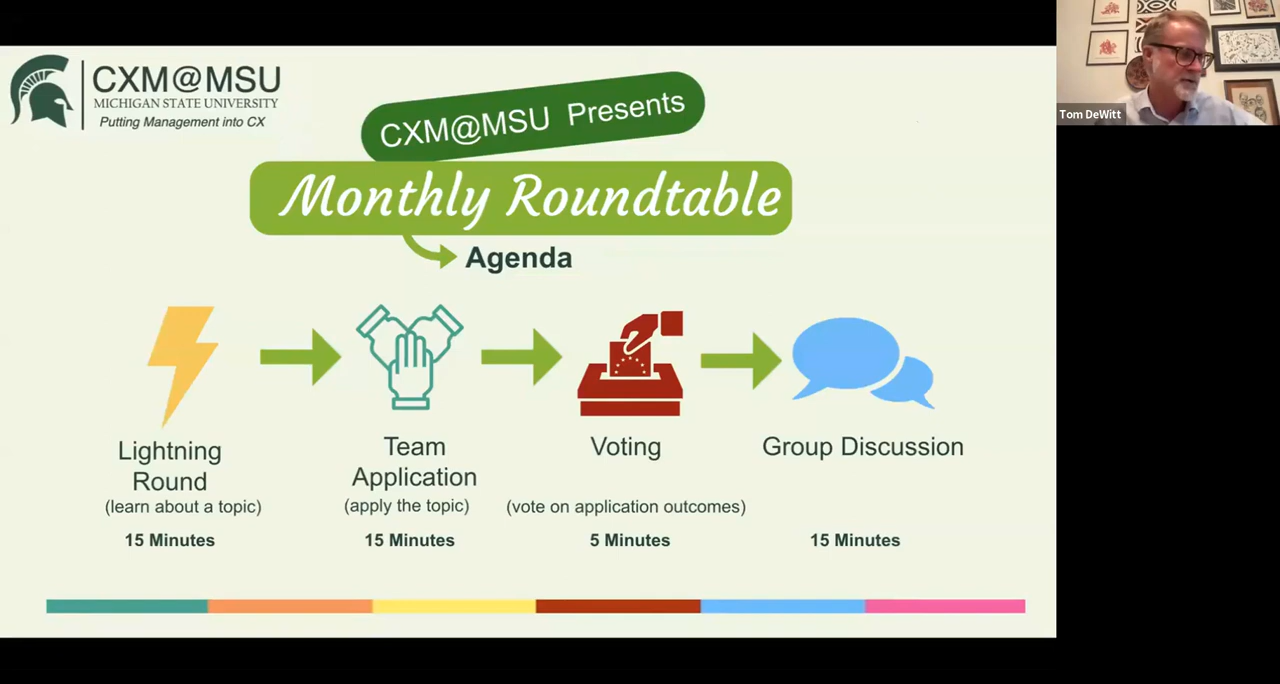 CXM@MSU
MICHIGAN STATE UNIVERSITY
Putting Management into CX
CXM@MSU Presents
Monthly Roundtable
Agenda
Lightning
Round
(learn about a topic)
15 Minutes
Team
Application
(apply the topic)
15 Minutes
Voting
(vote on application outcomes)
5 Minutes
Group Discussion
15 Minutes
Tom DeWitt